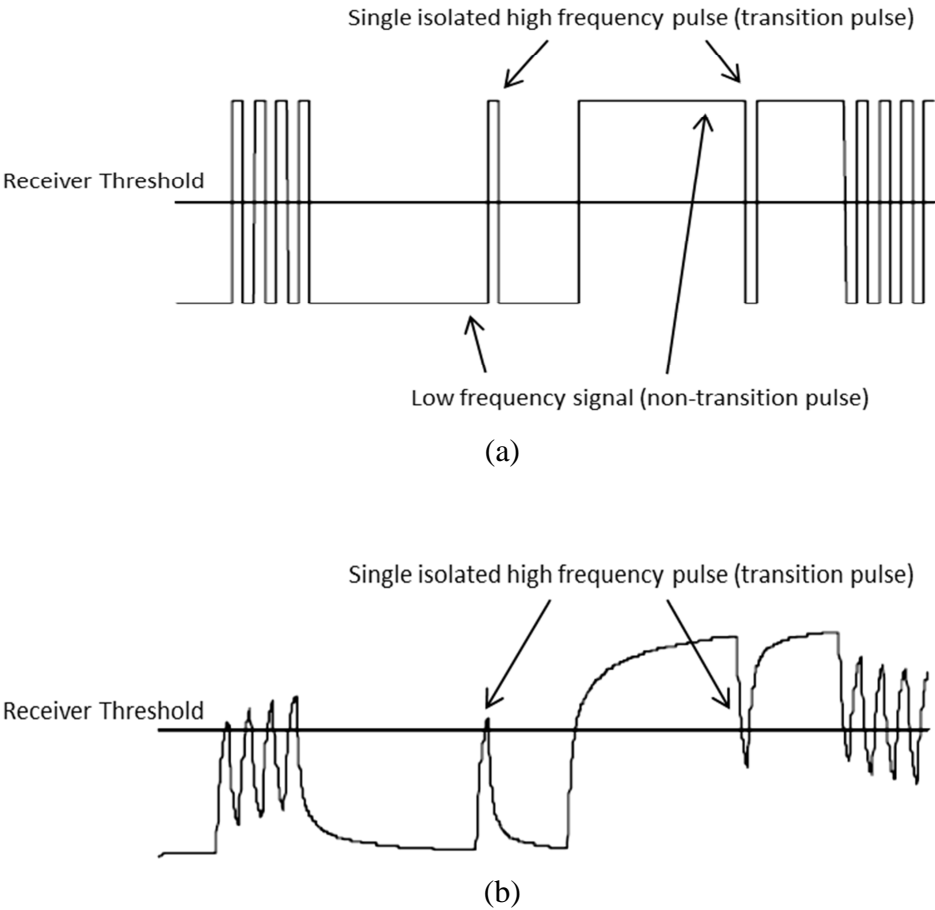 Single isolated high frequency pulse (transition pulse)
Receiver Threshold
Low frequency signal (non-transition pulse)
(a)
Single isolated high frequency pulse (transition pulse)
Receiver Threshold
(b)